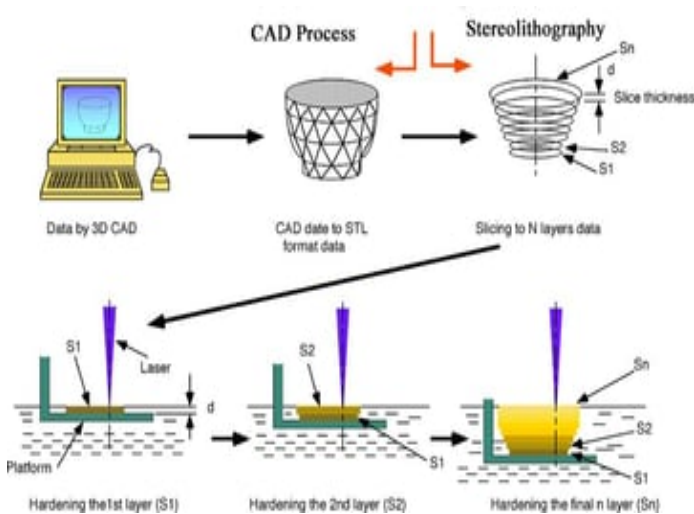 CAD Process
Stereolithography
Sn
d
Slice thickness
S2
S1
Data by 3D CAD
CAD date to STL
format data
Slicing to N layers data
S1
Laser
d
Platform
Hardening the1st layer (S1)
S2
S1
Hardening the 2nd layer (S2)
Sn
S2
S1
Hardening the final n layer (Sn)